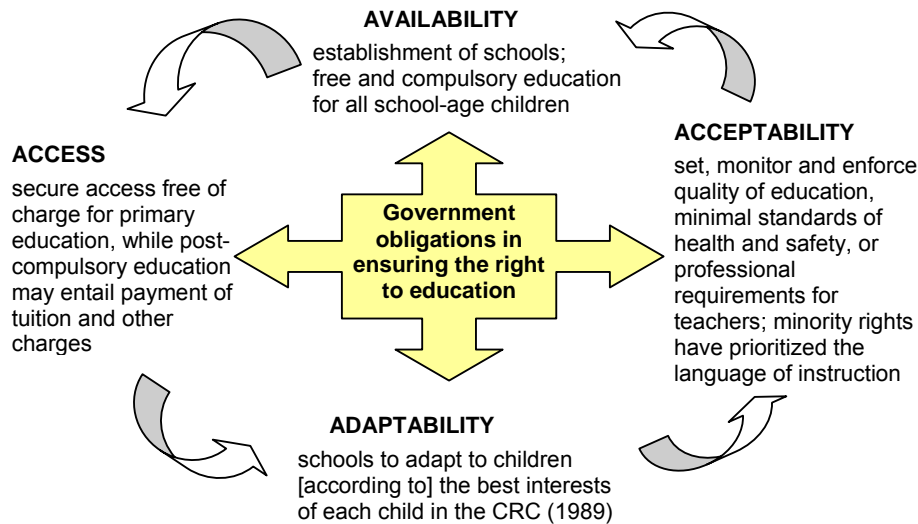 AVAILABILITY
establishment of schools;
free and compulsory education
for all school-age children
ACCESS
secure access free of
charge for primary
education, while post-
compulsory education
may entail payment of
tuition and other
charges
Government
obligations in
ensuring the right
to education
ACCEPTABILITY
set, monitor and enforce
quality of education,
minimal standards of
health and safety, or
professional
requirements for
teachers; minority rights
have prioritized the
language of instruction
ADAPTABILITY
schools to adapt to children
[according to] the best interests
of each child in the CRC (1989)